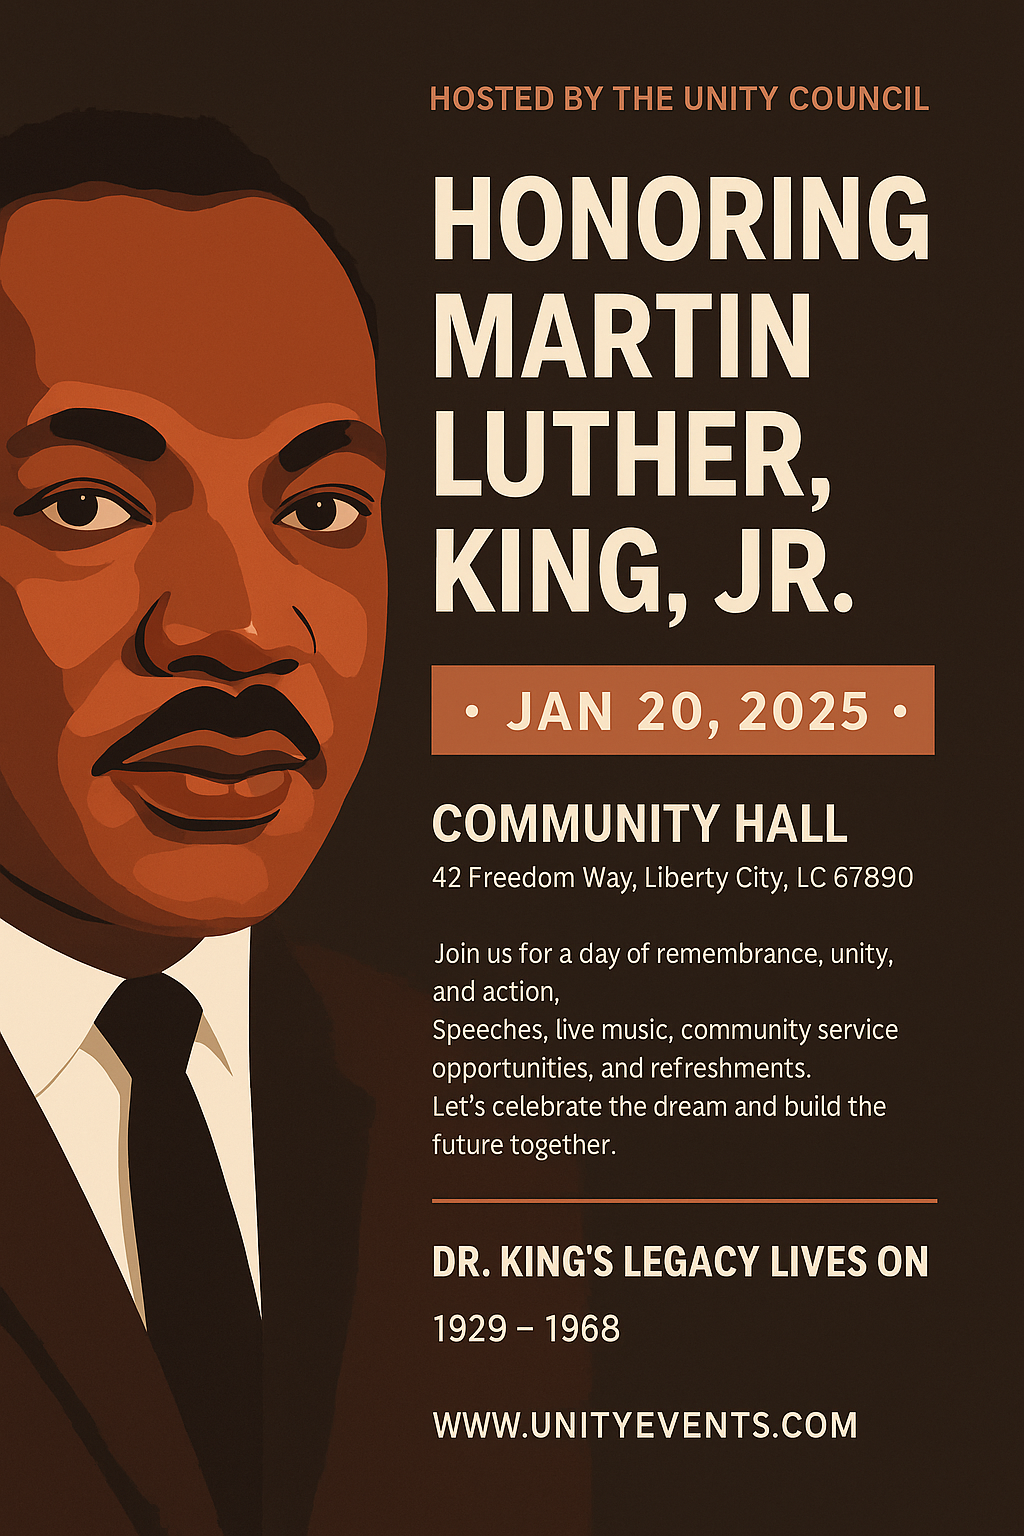 HOSTED BY THE UNITY COUNCIL
HONORING
MARTIN
LUTHER,
KING, JR.
• JAN 20, 2025 •
COMMUNITY HALL
42 Freedom Way, Liberty City, LC 67890
Join us for a day of remembrance, unity,
and action,
Speeches, live music, community service
opportunities, and refreshments.
Let's celebrate the dream and build the
future together.
DR. KING'S LEGACY LIVES ON
1929 – 1968
WWW.UNITYEVENTS.COM